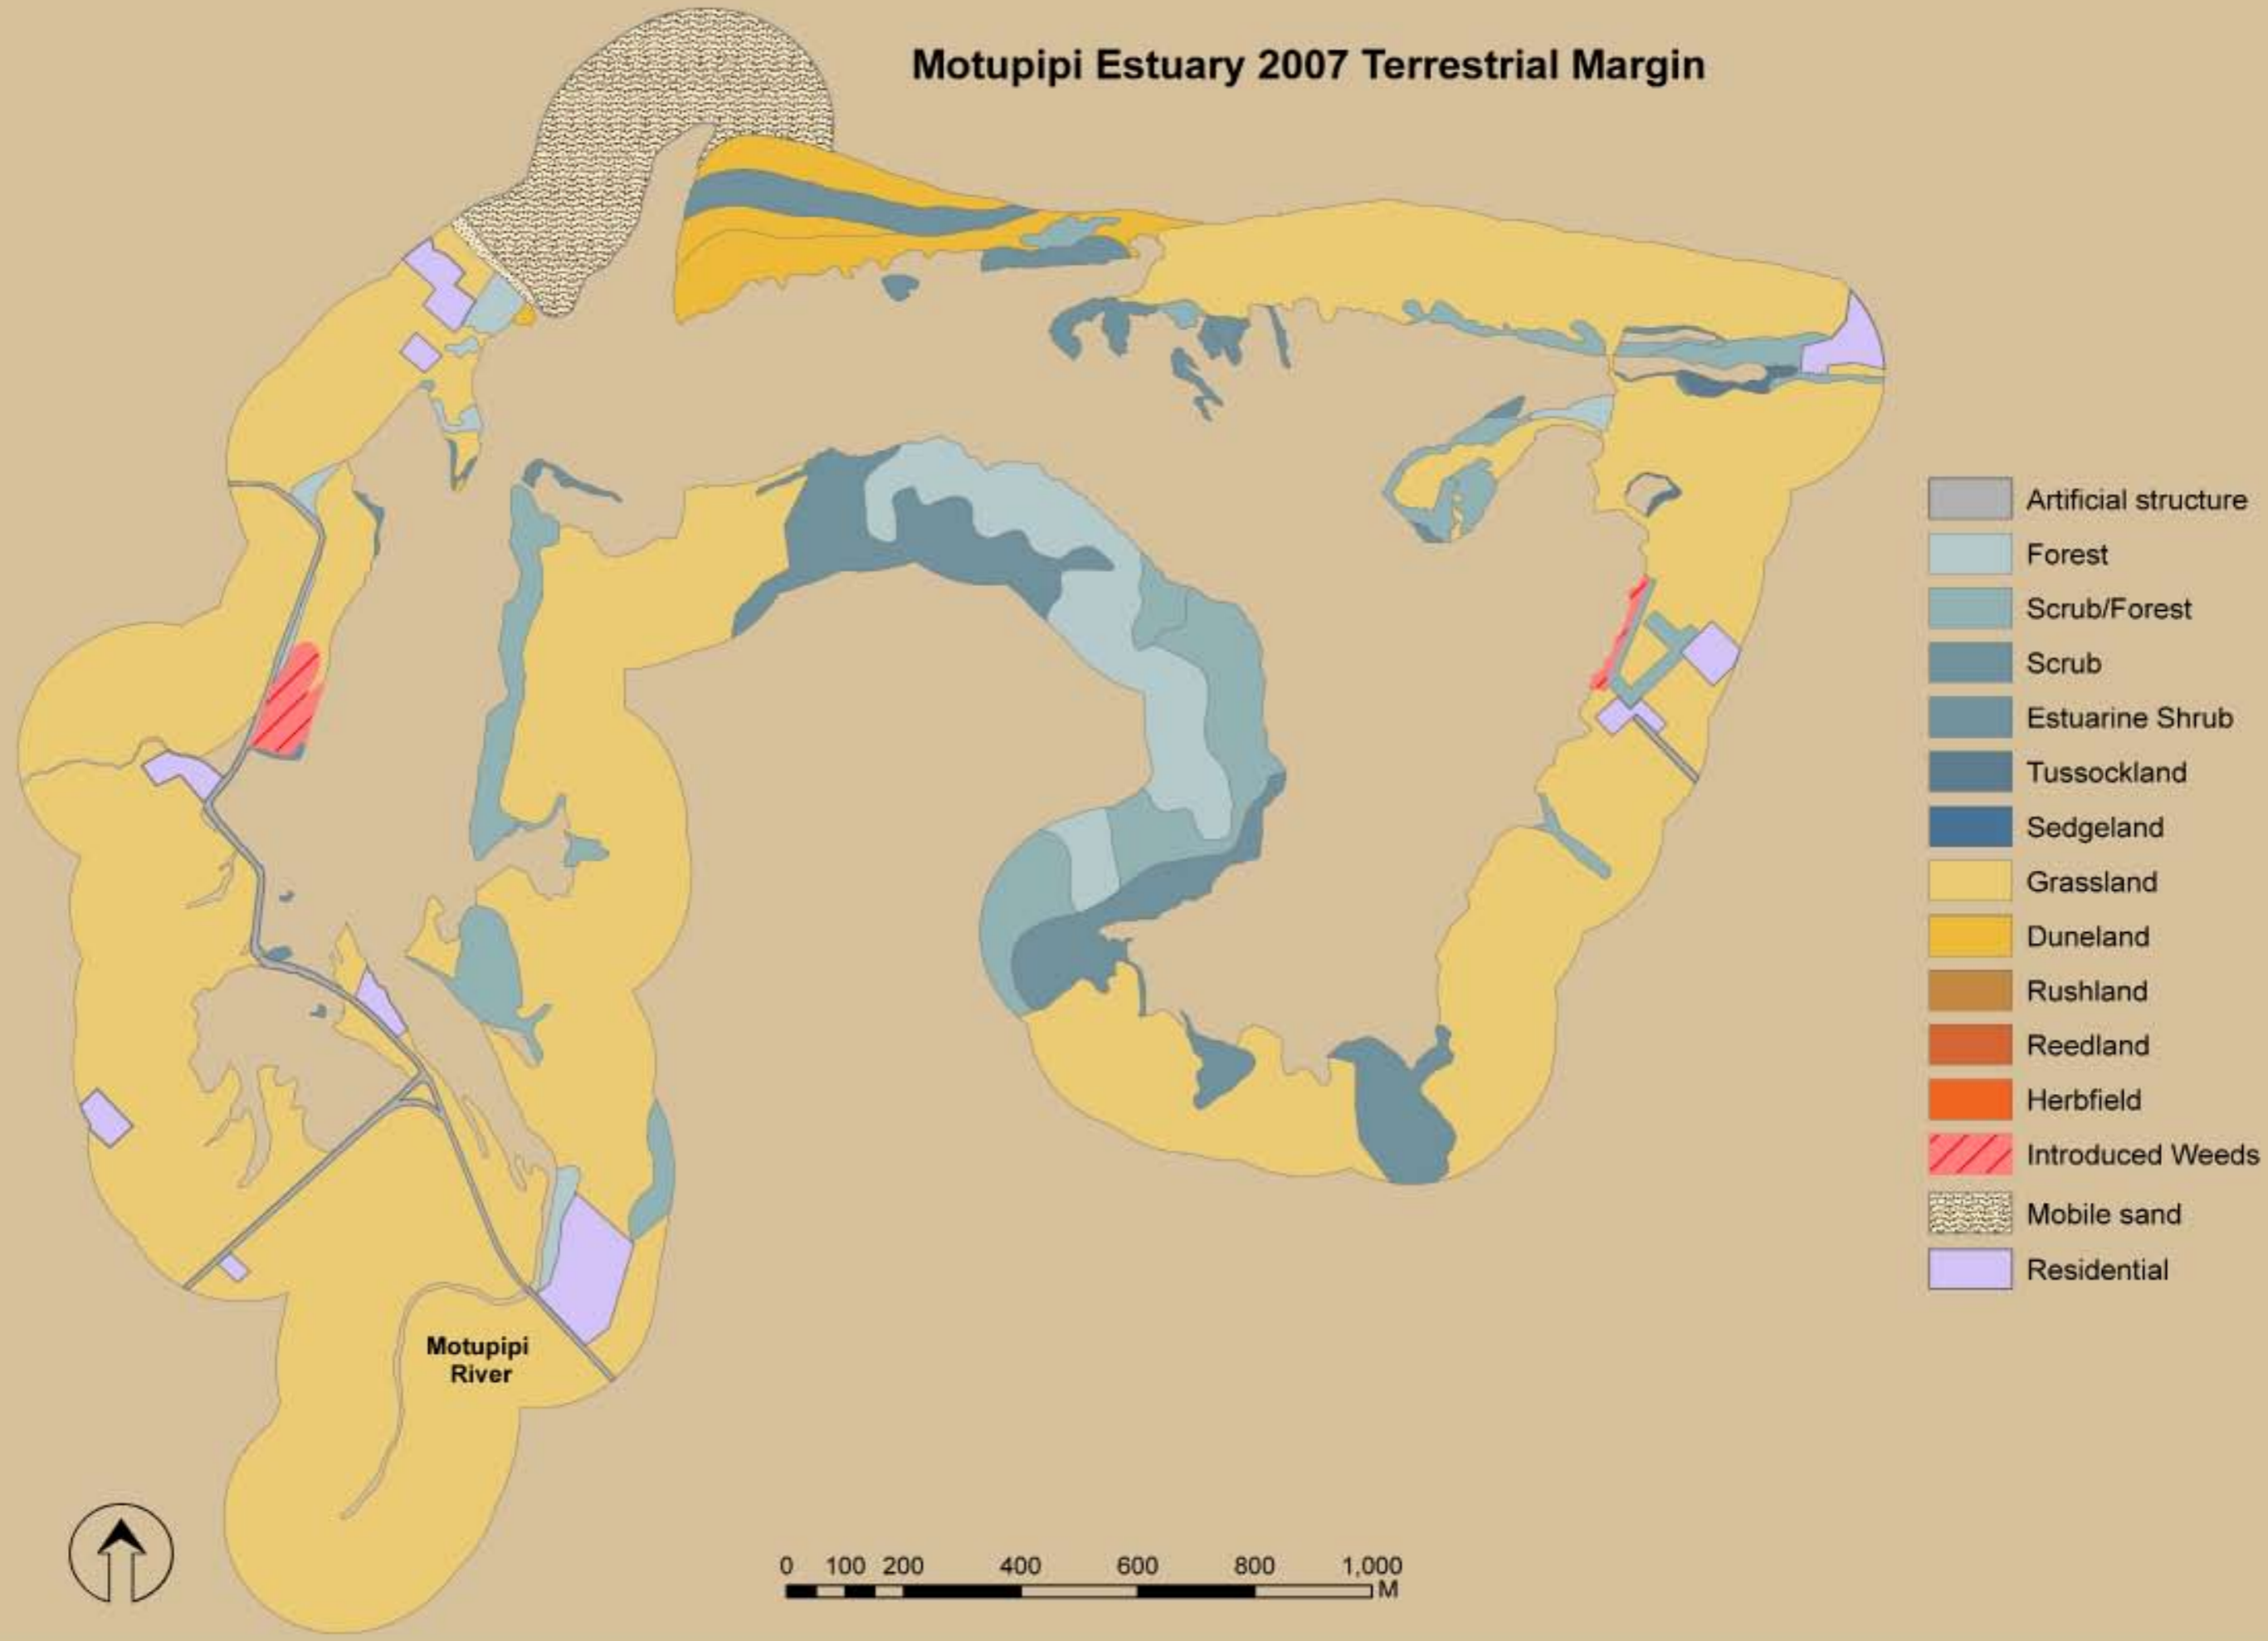 Motupipi Estuary 2007 Terrestrial Margin
Artificial structure
Forest
Scrub/Forest
Scrub
Estuarine Shrub
Tussockland
Sedgeland
Grassland
Duneland
Rushland
Reedland
Herbfield
Introduced Weeds
Mobile sand
Residential
Motupipi
River
0 100 200 400 600 800 1,000
M